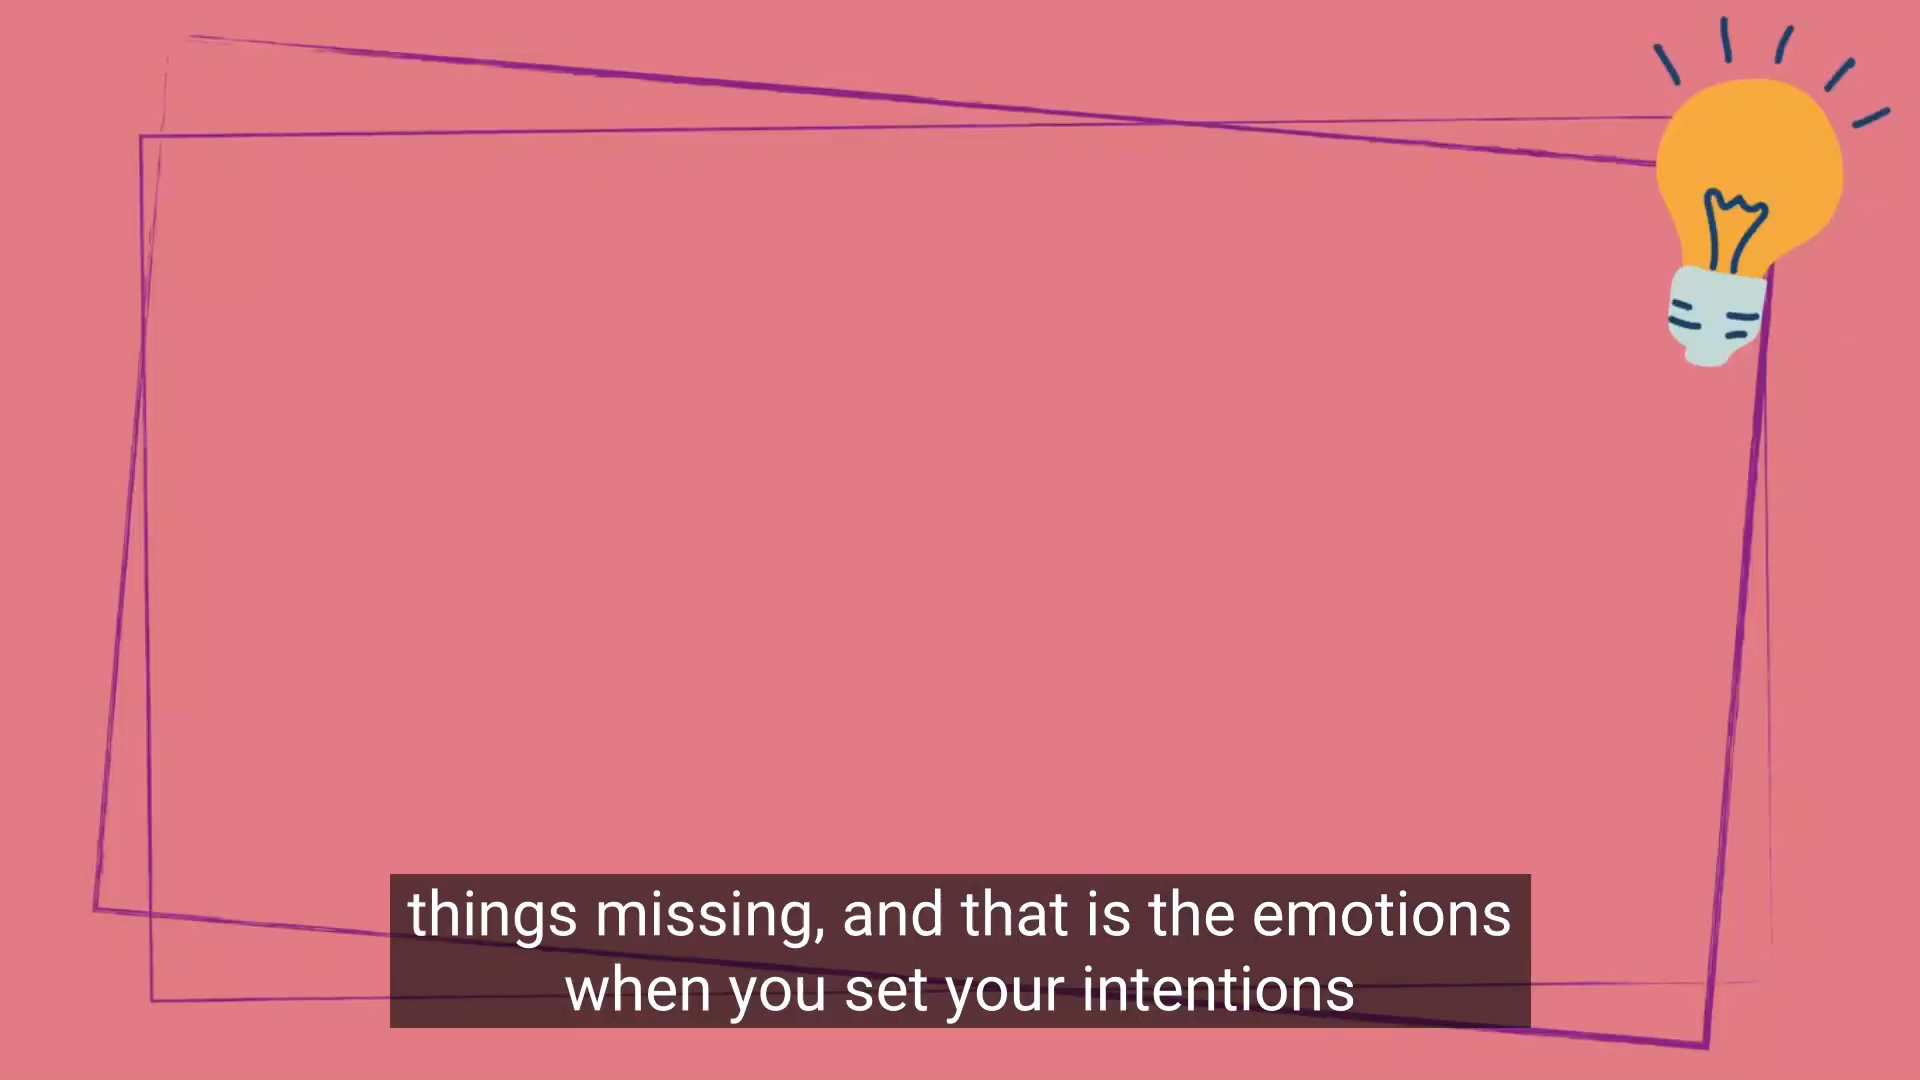 things missing, and that is the emotions
when you set your intentions